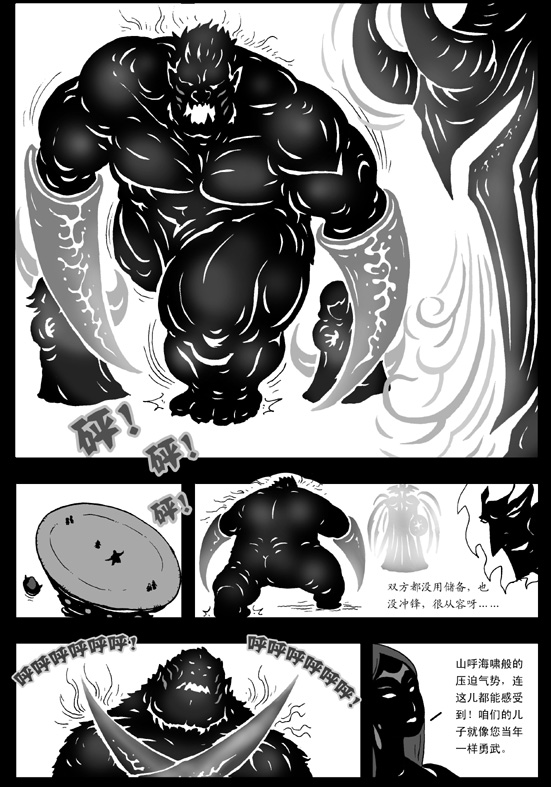 砰!
砰!
砰!
双方都没用储备,也
没冲锋,很从容呀……
呼呼呼呼呼呼!
呼呼呼呼呼呼!
山呼海啸般的
压迫气势,连
这儿都能感受
到!咱们的儿
子就像您当年
一样勇武。